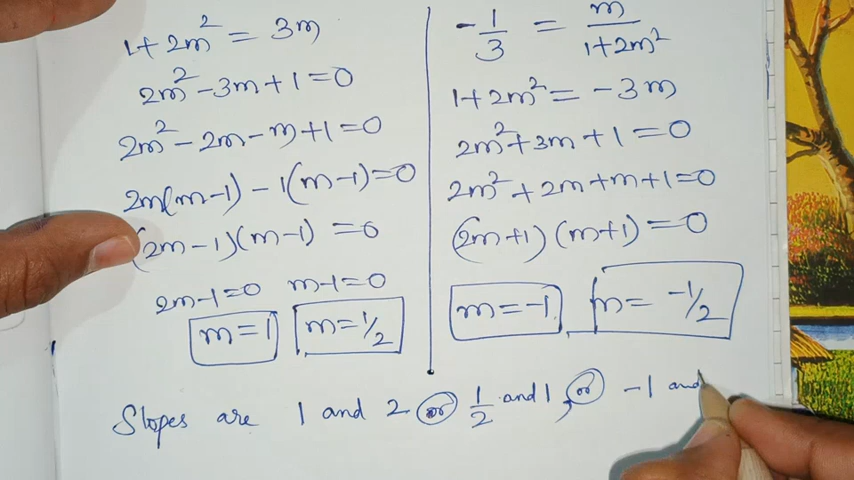 1 + 2m² = 3m
2m² - 3m + 1 = 0
2m² - 2m - m + 1 = 0
2m(m-1) - 1(m-1) = 0
(2m-1)(m-1) = 0
2m-1=0 m-1=0
m=1 m=1/2
-1/3 = m/(1+2m²)
1+2m² = -3m
2m²+3m+1=0
2m²+2m+m+1=0
(2m+1)(m+1)=0
m=-1, m=-1/2
Slopes are 1 and 2 or 1/2 and 1, or -1 and